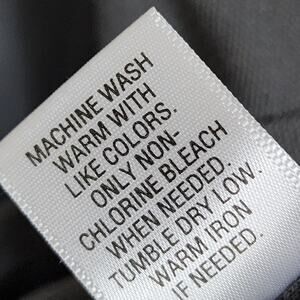 MACHINE WASH
WARM WITH
LIKE COLORS.
ONLY NON-
CHLORINE BLEACH
WHEN NEEDED.
TUMBLE DRY LOW.
WARM IRON
IF NEEDED.